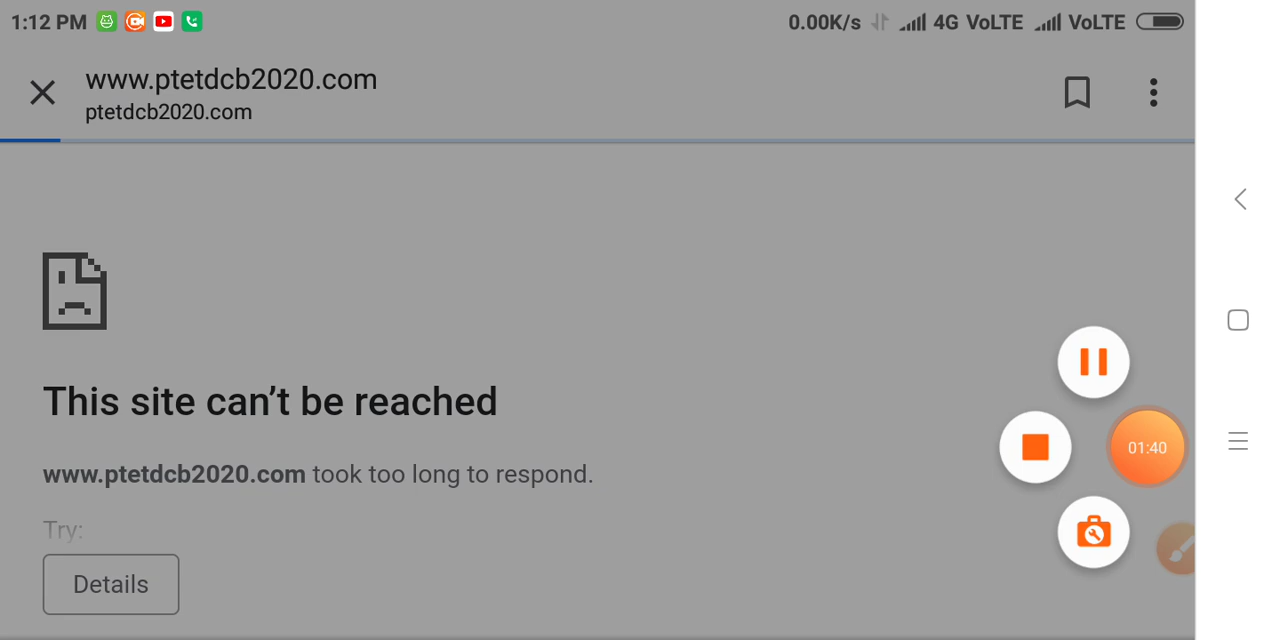 1:12 PM 0.00K/s 4G VoLTE VoLTE
www.ptetdcb2020.com
ptetdcb2020.com
This site can’t be reached
www.ptetdcb2020.com took too long to respond.
01:40
Try:
Details